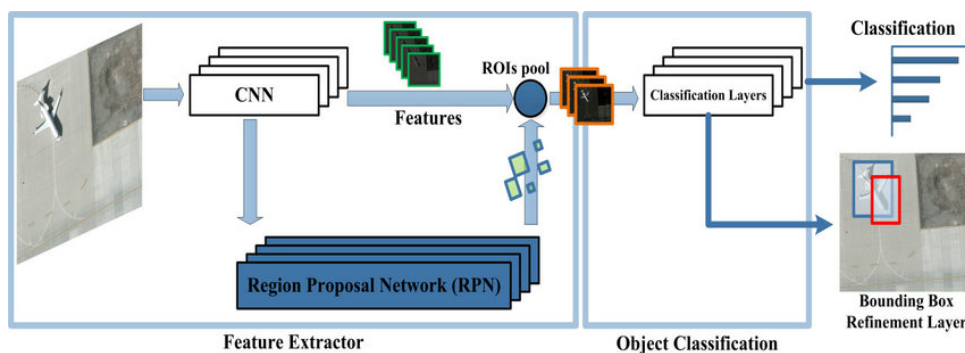 Classification
ROIs pool
CNN
Classification Layers
Features
Region Proposal Network (RPN)
Bounding Box
Refinement Layer
Feature Extractor
Object Classification